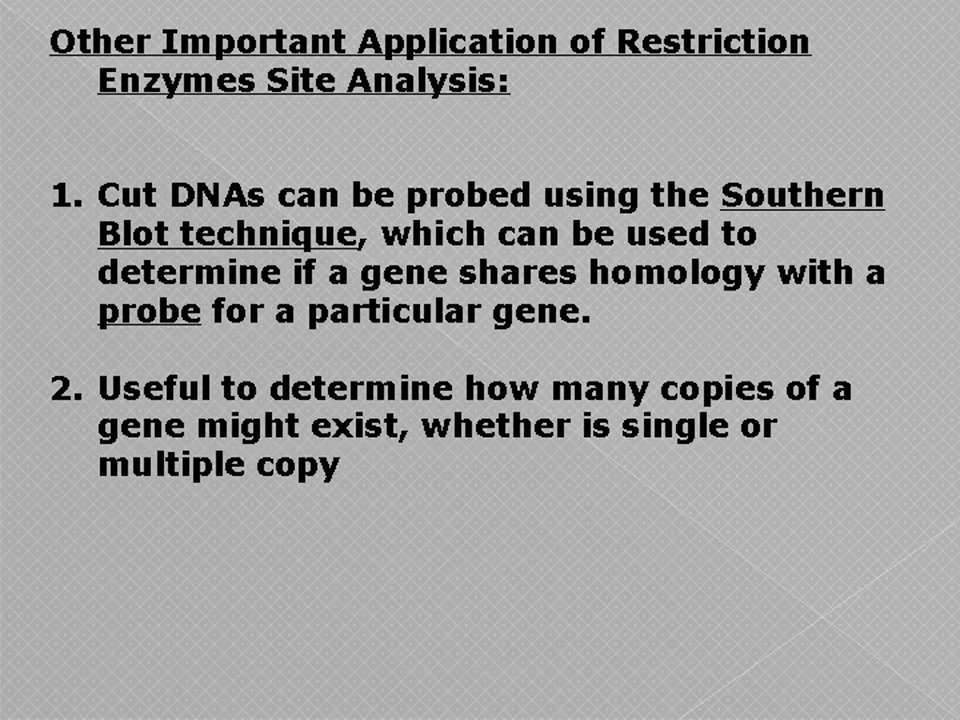 Other Important Application of Restriction
Enzymes Site Analysis:
1. Cut DNAs can be probed using the Southern
Blot technique, which can be used to
determine if a gene shares homology with a
probe for a particular gene.
2. Useful to determine how many copies of a
gene might exist, whether is single or
multiple copy